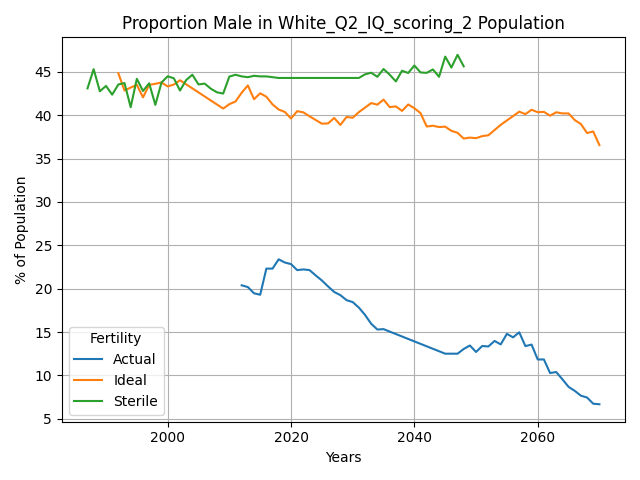 Proportion Male in White_Q2_IQ_scoring_2 Population
% of Population
45
40
35
30
25
20
15
10
5
Fertility
Actual
Ideal
Sterile
2000
2020
2040
2060
Years